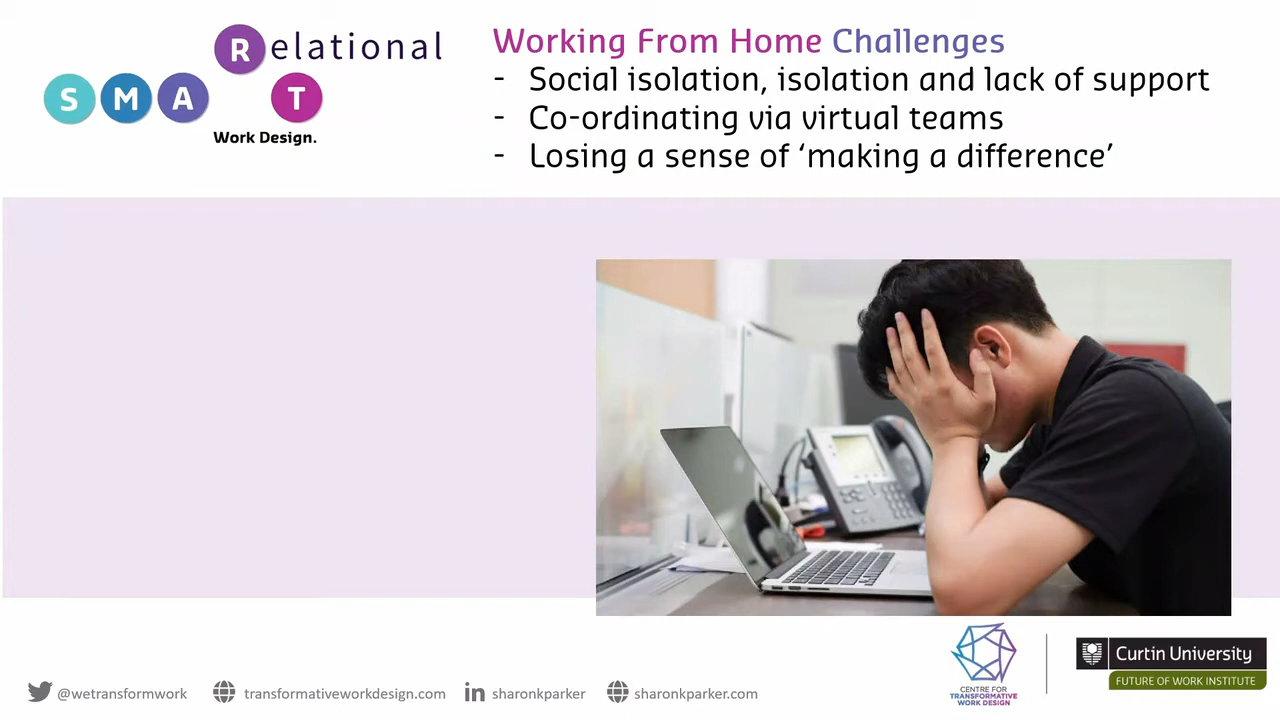 Relational
S M A T
Work Design.
Working From Home Challenges
- Social isolation, isolation and lack of support
- Co-ordinating via virtual teams
- Losing a sense of ‘making a difference’
@wetransformwork
transformativeworkdesign.com
in sharonkparker
sharonkparker.com
CENTRE FOR
TRANSFORMATIVE
WORK DESIGN
Curtin University
FUTURE OF WORK INSTITUTE